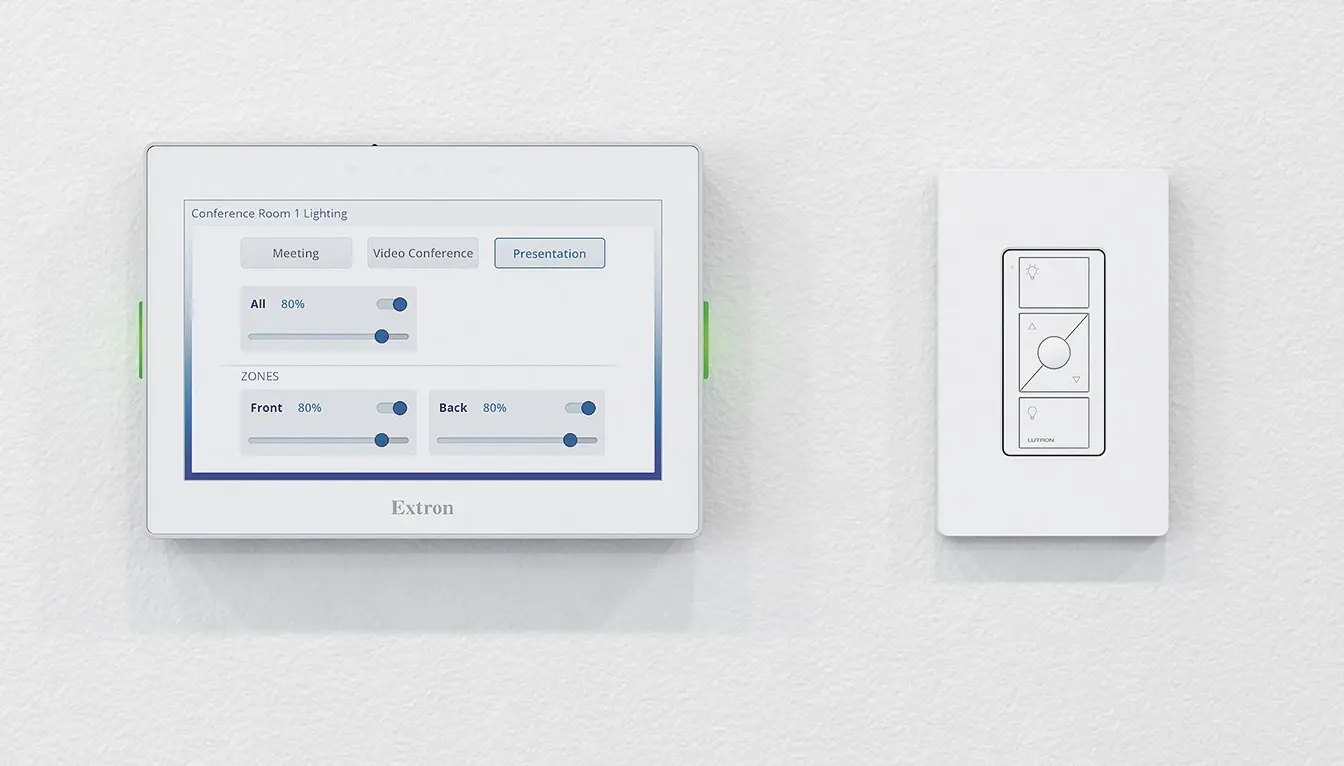 Conference Room 1 Lighting
Meeting Video Conference Presentation
All 80%
ZONES
Front 80% Back 80%
Extron
LUTRON